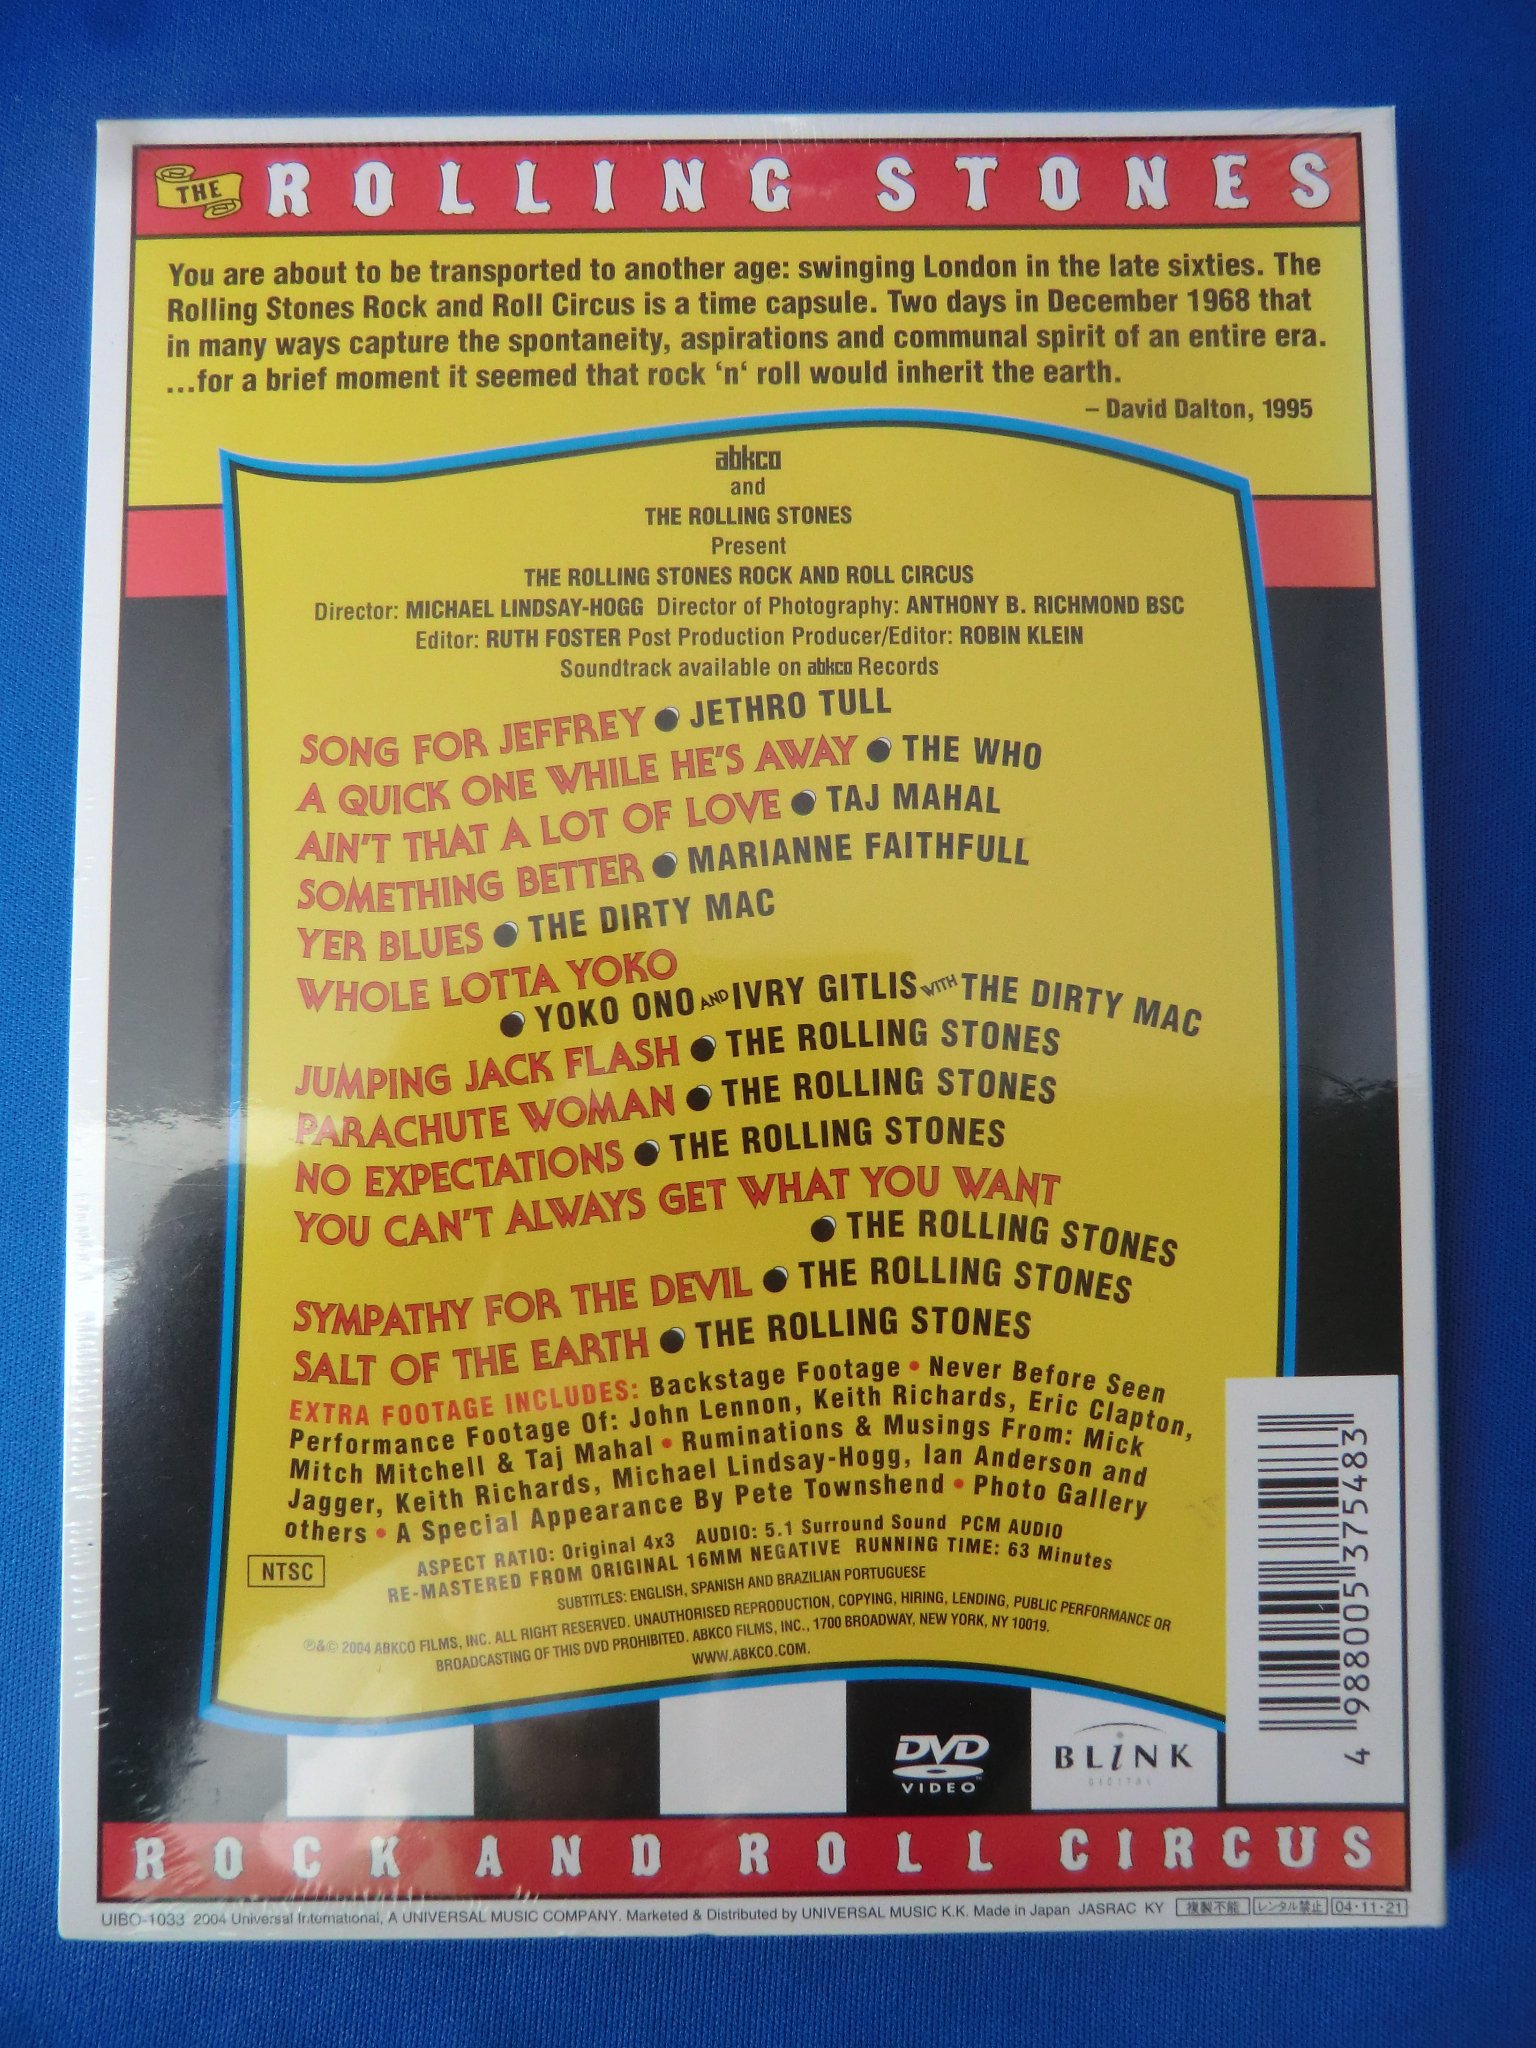 THE ROLLING STONES
You are about to be transported to another age: swinging London in the late sixties. The
Rolling Stones Rock and Roll Circus is a time capsule. Two days in December 1968 that
in many ways capture the spontaneity, aspirations and communal spirit of an entire era.
...for a brief moment it seemed that rock ‘n‘ roll would inherit the earth.
– David Dalton, 1995
abkco
and
THE ROLLING STONES
Present
THE ROLLING STONES ROCK AND ROLL CIRCUS
Director: MICHAEL LINDSAY-HOGG Director of Photography: ANTHONY B. RICHMOND BSC
Editor: RUTH FOSTER Post Production Producer/Editor: ROBIN KLEIN
Soundtrack available on abkco Records
SONG FOR JEFFREY ● JETHRO TULL
A QUICK ONE WHILE HE'S AWAY ● THE WHO
AIN'T THAT A LOT OF LOVE ● TAJ MAHAL
SOMETHING BETTER ● MARIANNE FAITHFULL
YER BLUES ● THE DIRTY MAC
WHOLE LOTTA YOKO
● YOKO ONO AND IVRY GITLIS WITH THE DIRTY MAC
JUMPING JACK FLASH ● THE ROLLING STONES
PARACHUTE WOMAN ● THE ROLLING STONES
NO EXPECTATIONS ● THE ROLLING STONES
YOU CAN'T ALWAYS GET WHAT YOU WANT
● THE ROLLING STONES
SYMPATHY FOR THE DEVIL ● THE ROLLING STONES
SALT OF THE EARTH ● THE ROLLING STONES
EXTRA FOOTAGE INCLUDES: Backstage Footage • Never Before Seen
Performance Footage Of: John Lennon, Keith Richards, Eric Clapton,
Mitch Mitchell & Taj Mahal • Ruminations & Musings From: Mick
Jagger, Keith Richards, Michael Lindsay-Hogg, Ian Anderson and
others • A Special Appearance By Pete Townshend • Photo Gallery
ASPECT RATIO: Original 4x3 AUDIO: 5.1 Surround Sound PCM AUDIO
RE-MASTERED FROM ORIGINAL 16MM NEGATIVE RUNNING TIME: 63 Minutes
NTSC
SUBTITLES: ENGLISH, SPANISH AND BRAZILIAN PORTUGUESE
℗&© 2004 ABKCO FILMS, INC. ALL RIGHT RESERVED. UNAUTHORISED REPRODUCTION, COPYING, HIRING, LENDING, PUBLIC PERFORMANCE OR
BROADCASTING OF THIS DVD PROHIBITED. ABKCO FILMS, INC., 1700 BROADWAY, NEW YORK, NY 10019.
WWW.ABKCO.COM.
4 988005 375483
DVD
VIDEO
BLiNK
DIGITAL
ROCK AND ROLL CIRCUS
UIBO-1033 2004 Universal International, A UNIVERSAL MUSIC COMPANY. Marketed & Distributed by UNIVERSAL MUSIC K.K. Made in Japan JASRAC KY 複製不能 レンタル禁止 04・11・21